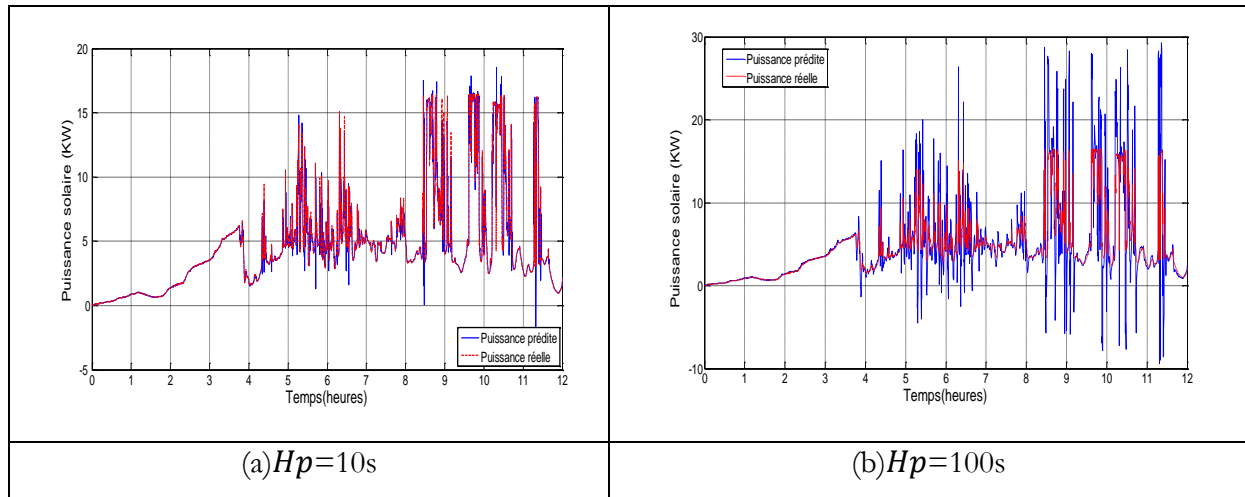 20
15
10
5
0
-5
Puissance solaire (KW)
Puissance prédite
Puissance réelle
0 1 2 3 4 5 6 7 8 9 10 11 12
Temps(heures)
(a)Hp=10s
30
20
10
0
-10
Puissance solaire (KW)
Puissance prédite
Puissance réelle
0 1 2 3 4 5 6 7 8 9 10 11 12
Temps(heures)
(b)Hp=100s